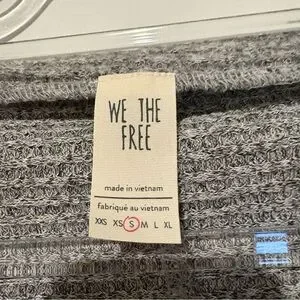 WE THE
FREE
made in vietnam
fabriqué au vietnam
XXS XS S M L XL